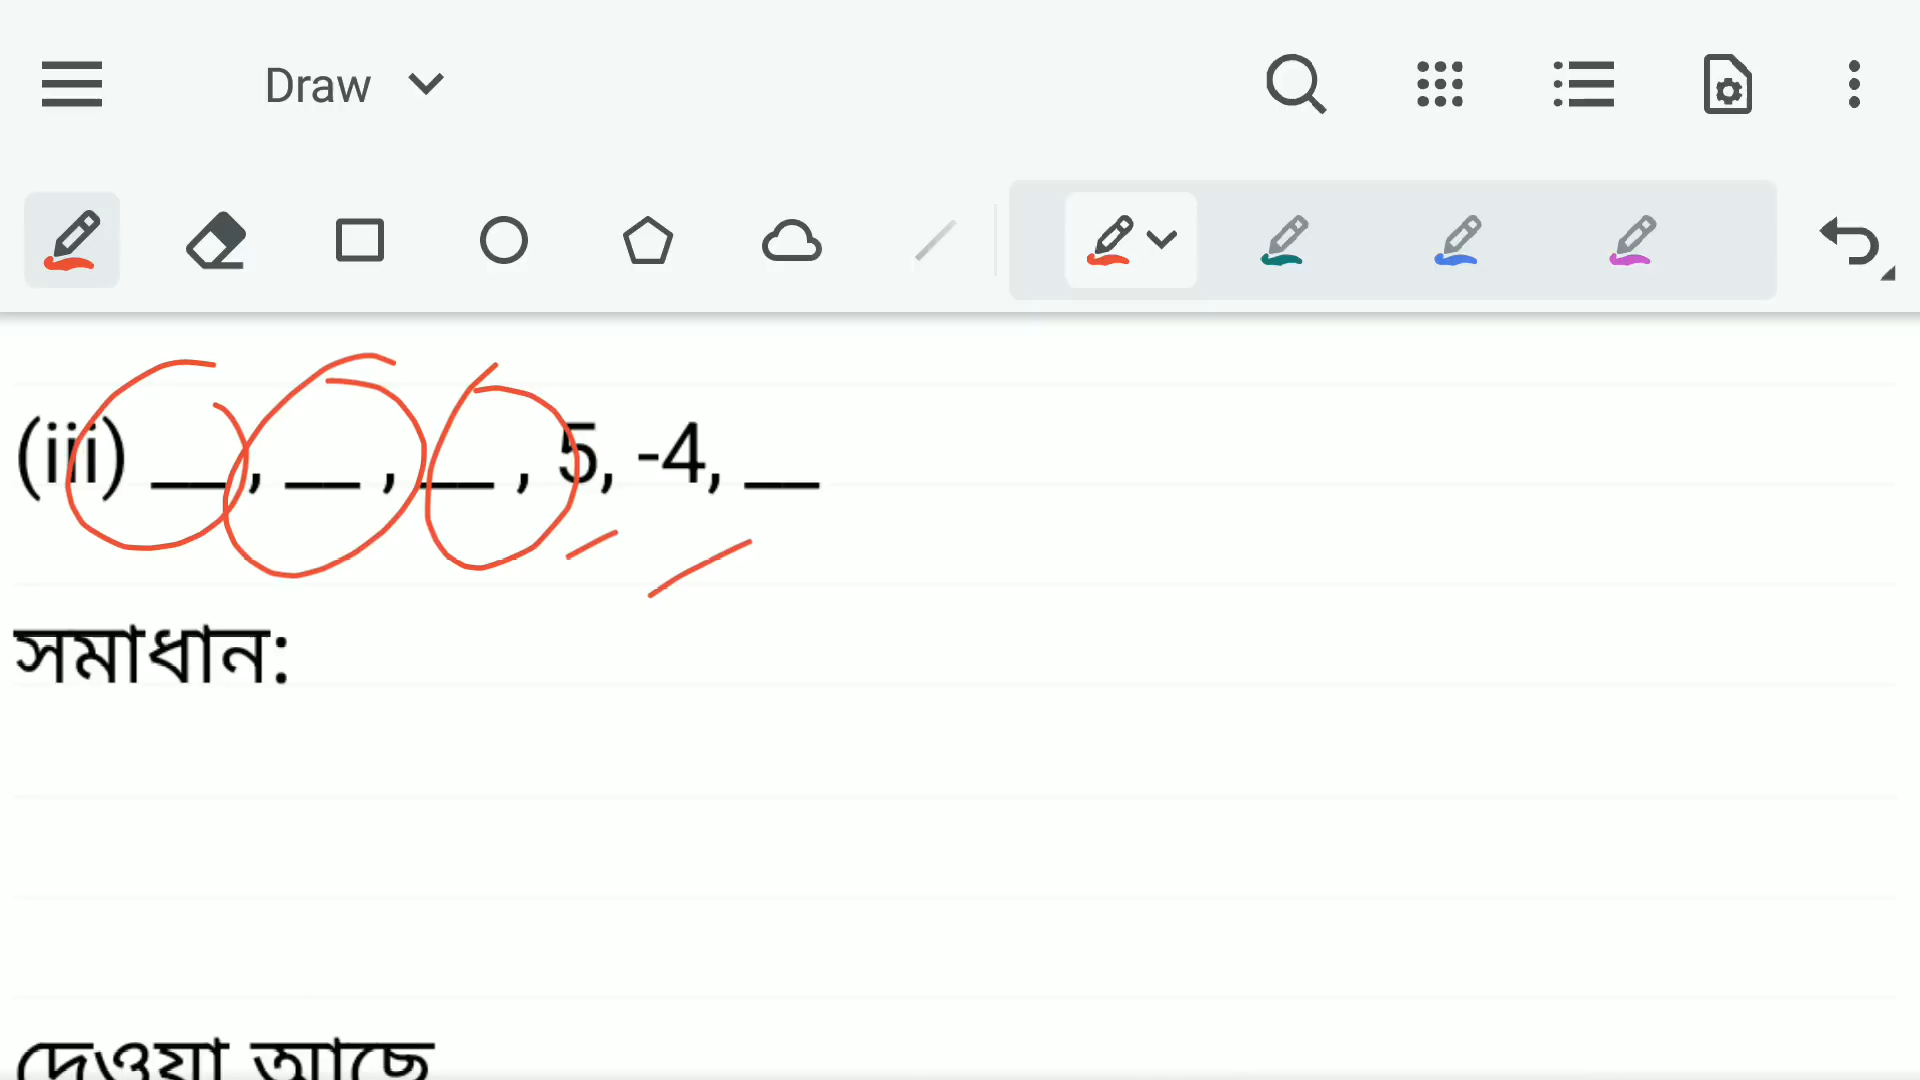 Draw
(iii) __, __ , __ , 5, -4, __
সমাধান:
দেওয়া আছে